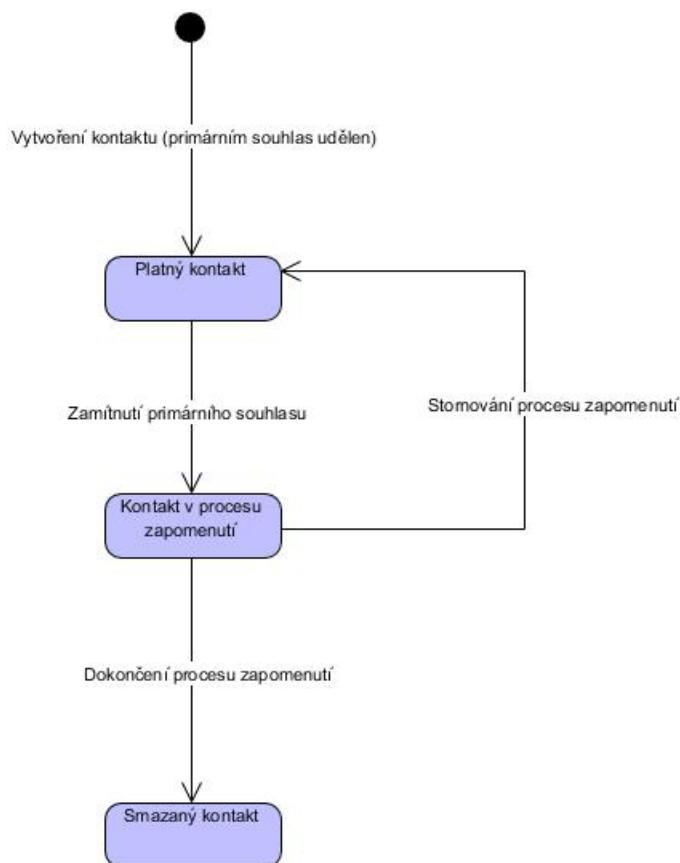 Vytvoření kontaktu (primárním souhlas udělen)
Platný kontakt
Zamítnutí primárního souhlasu
Stornování procesu zapomenutí
Kontakt v procesu
zapomenutí
Dokončení procesu zapomenutí
Smazaný kontakt